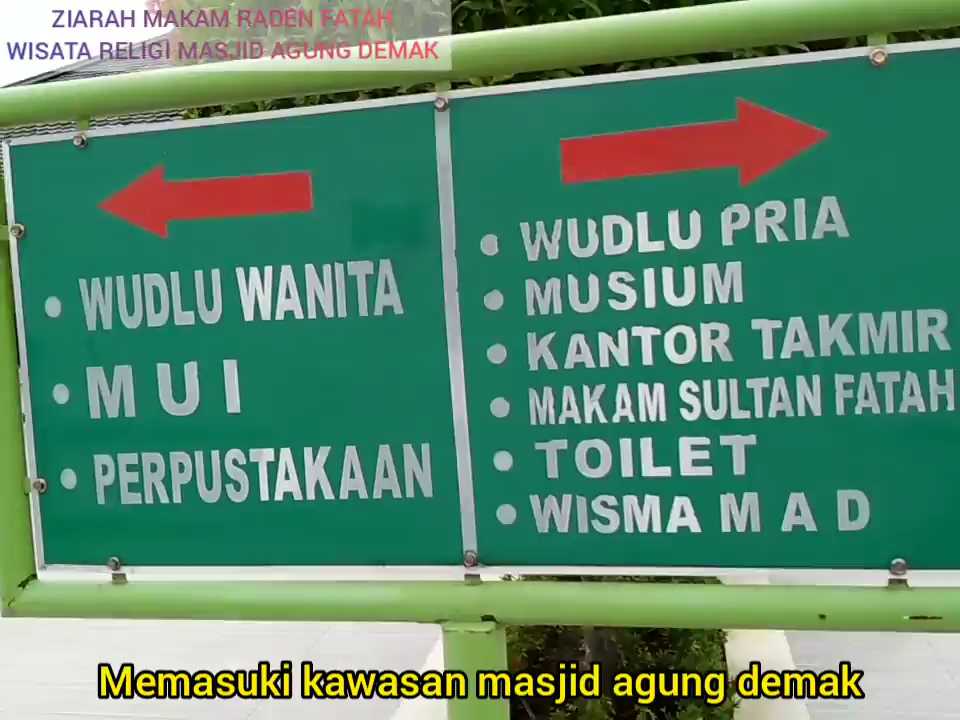 ZIARAH MAKAM RADEN FATAH
WISATA RELIGI MASJID AGUNG DEMAK
• WUDLU WANITA
• M U I
• PERPUSTAKAAN
• WUDLU PRIA
• MUSIUM
• KANTOR TAKMIR
• MAKAM SULTAN FATAH
• TOILET
• WISMA M A D
Memasuki kawasan masjid agung demak